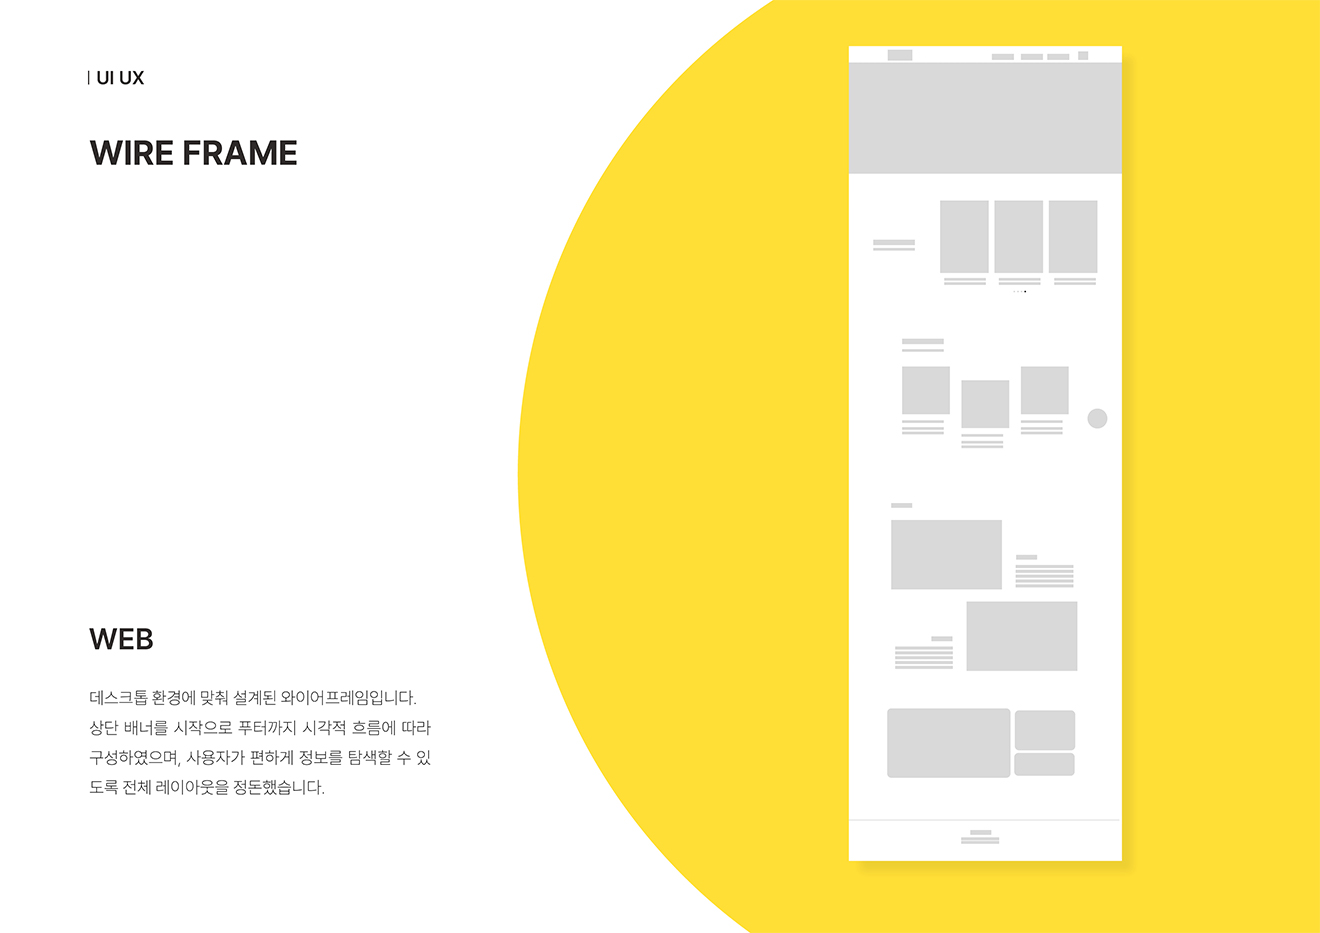 | UI UX
WIRE FRAME
WEB
데스크톱 환경에 맞춰 설계된 와이어프레임입니다.
상단 배너를 시작으로 푸터까지 시각적 흐름에 따라
구성하였으며, 사용자가 편하게 정보를 탐색할 수 있
도록 전체 레이아웃을 정돈했습니다.